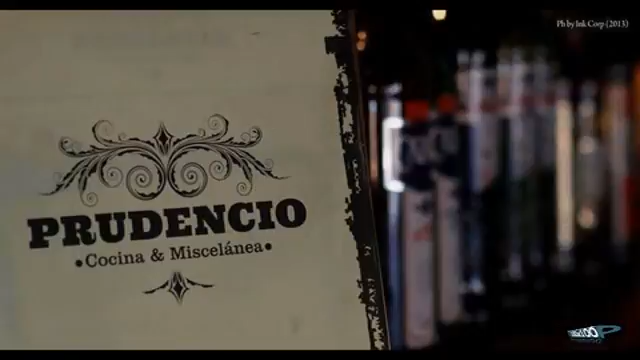 Ph by Ink Corp (2013)
PRUDENCIO
•Cocina & Miscelánea•